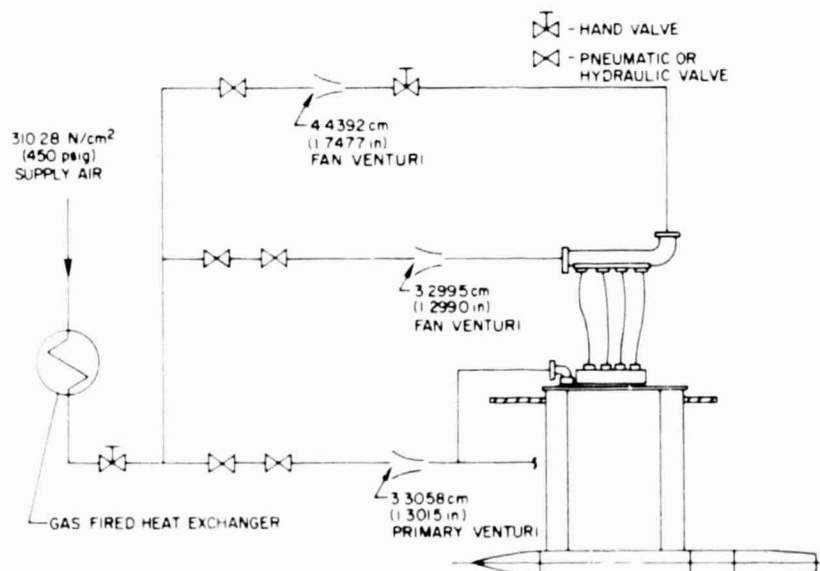 - HAND VALVE
- PNEUMATIC OR
HYDRAULIC VALVE
310.28 N/cm²
(450 psig)
SUPPLY AIR
4.4392 cm
(1.7477 in)
FAN VENTURI
3.2995 cm
(1.2990 in)
FAN VENTURI
3.3058 cm
(1.3015 in)
PRIMARY VENTURI
GAS FIRED HEAT EXCHANGER